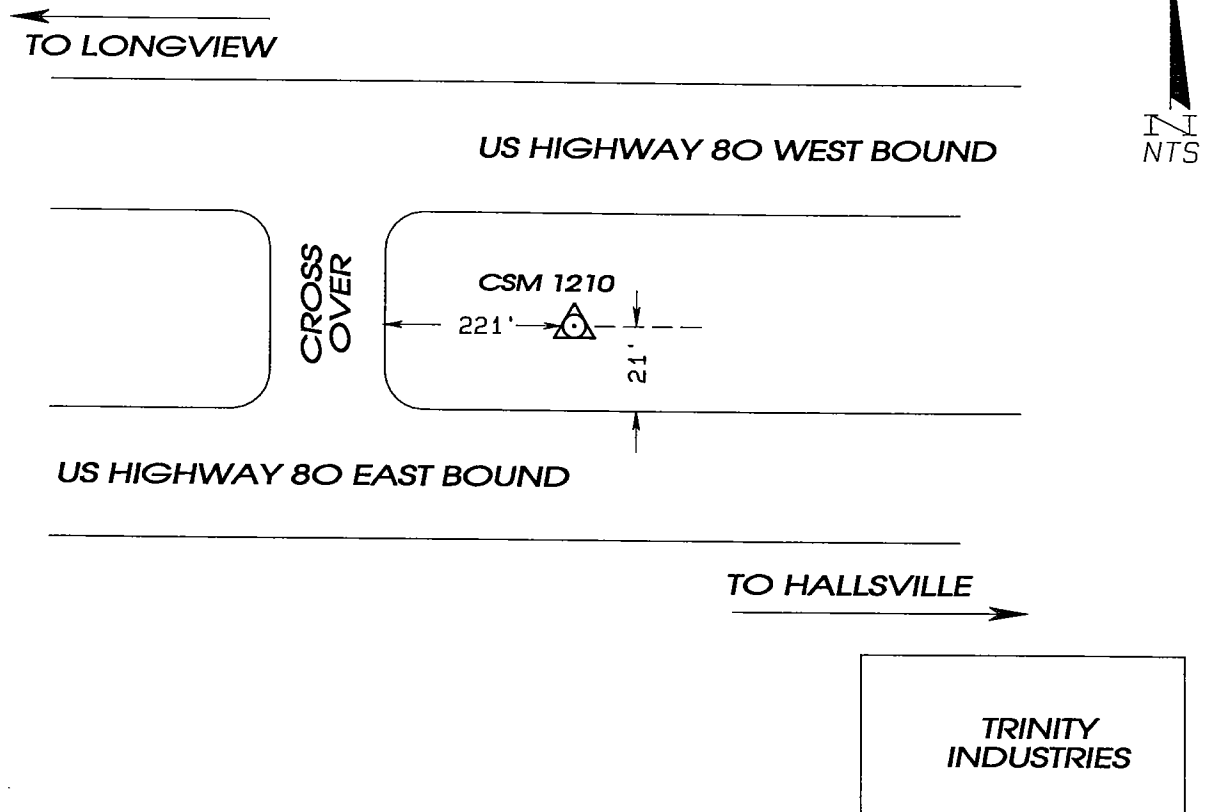 TO LONGVIEW
N
NTS
US HIGHWAY 80 WEST BOUND
CROSS
OVER
CSM 1210
221'
21'
US HIGHWAY 80 EAST BOUND
TO HALLSVILLE
TRINITY
INDUSTRIES